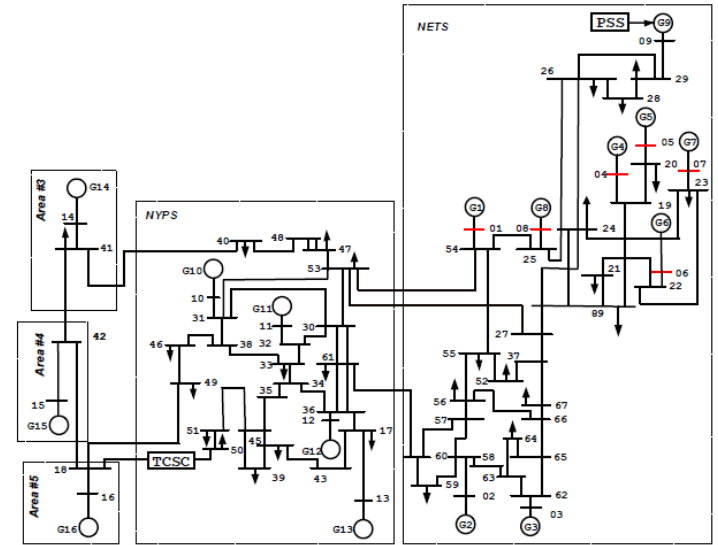 NETS
PSS
G9
09
26
29
28
G5
05
G4
G7
20
07
04
23
Area #3
G14
14
NYPS
G1
G8
19
G6
01
08
24
41
40
48
47
54
25
53
G10
21
06
22
10
G11
89
31
11
30
27
42
32
Area #4
46
38
61
55
37
33
52
49
35
34
15
56
67
36
G15
51
12
57
66
45
17
64
50
G12
60
58
65
18
TCSC
39
43
59
63
Area #5
16
13
02
62
03
G16
G13
G2
G3